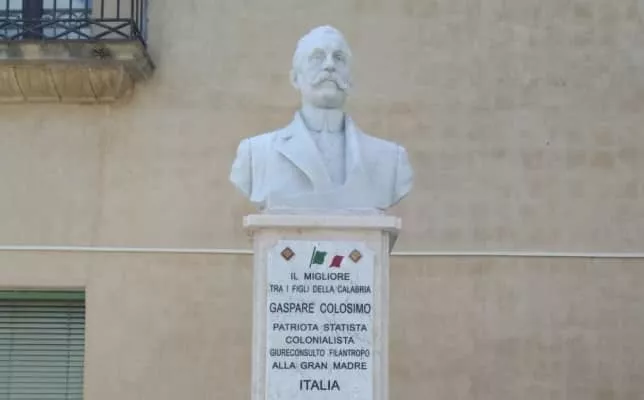 IL MIGLIORE
TRA I FIGLI DELLA CALABRIA
GASPARE COLOSIMO
PATRIOTA STATISTA
COLONIALISTA
GIURECONSULTO FILANTROPO
ALLA GRAN MADRE
ITALIA